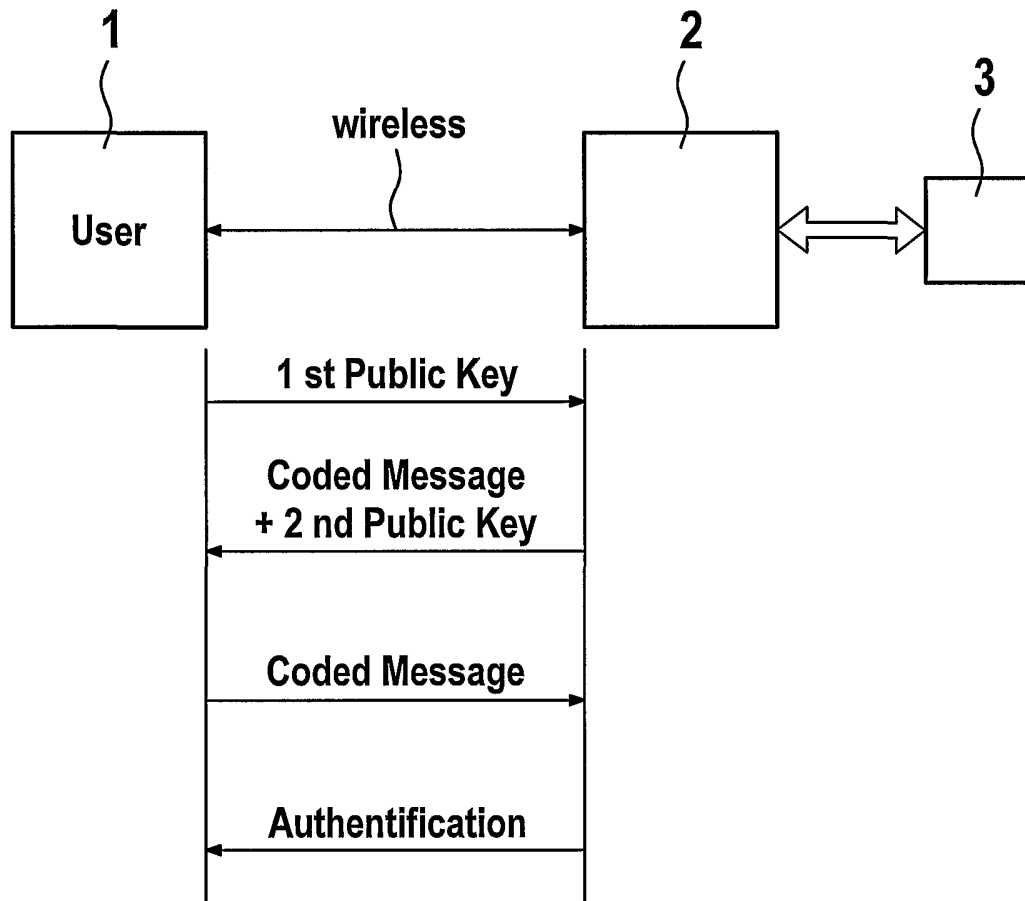 1
2
3
wireless
User
1 st Public Key
Coded Message
+ 2 nd Public Key
Coded Message
Authentification